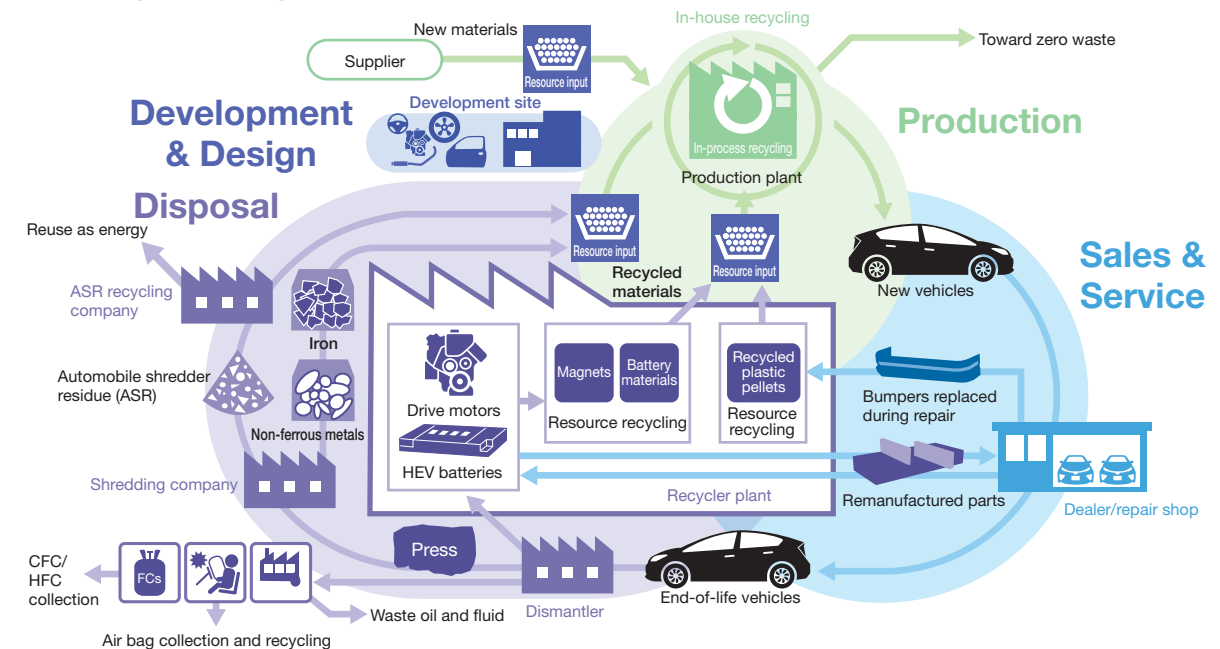 In-house recycling
New materials
Toward zero waste
Supplier
Resource input
Development site
Development
& Design
Production
In-process recycling
Production plant
Disposal
Reuse as energy
Resource input
Resource input
Recycled
materials
Sales &
Service
New vehicles
ASR recycling
company
Iron
Automobile shredder
residue (ASR)
Non-ferrous metals
Drive motors
HEV batteries
Magnets
Battery
materials
Resource recycling
Recycled
plastic
pellets
Resource
recycling
Bumpers replaced
during repair
Shredding company
Recycler plant
Remanufactured parts
Dealer/repair shop
Press
CFC/
HFC
collection
FCs
Waste oil and fluid
Dismantler
End-of-life vehicles
Air bag collection and recycling